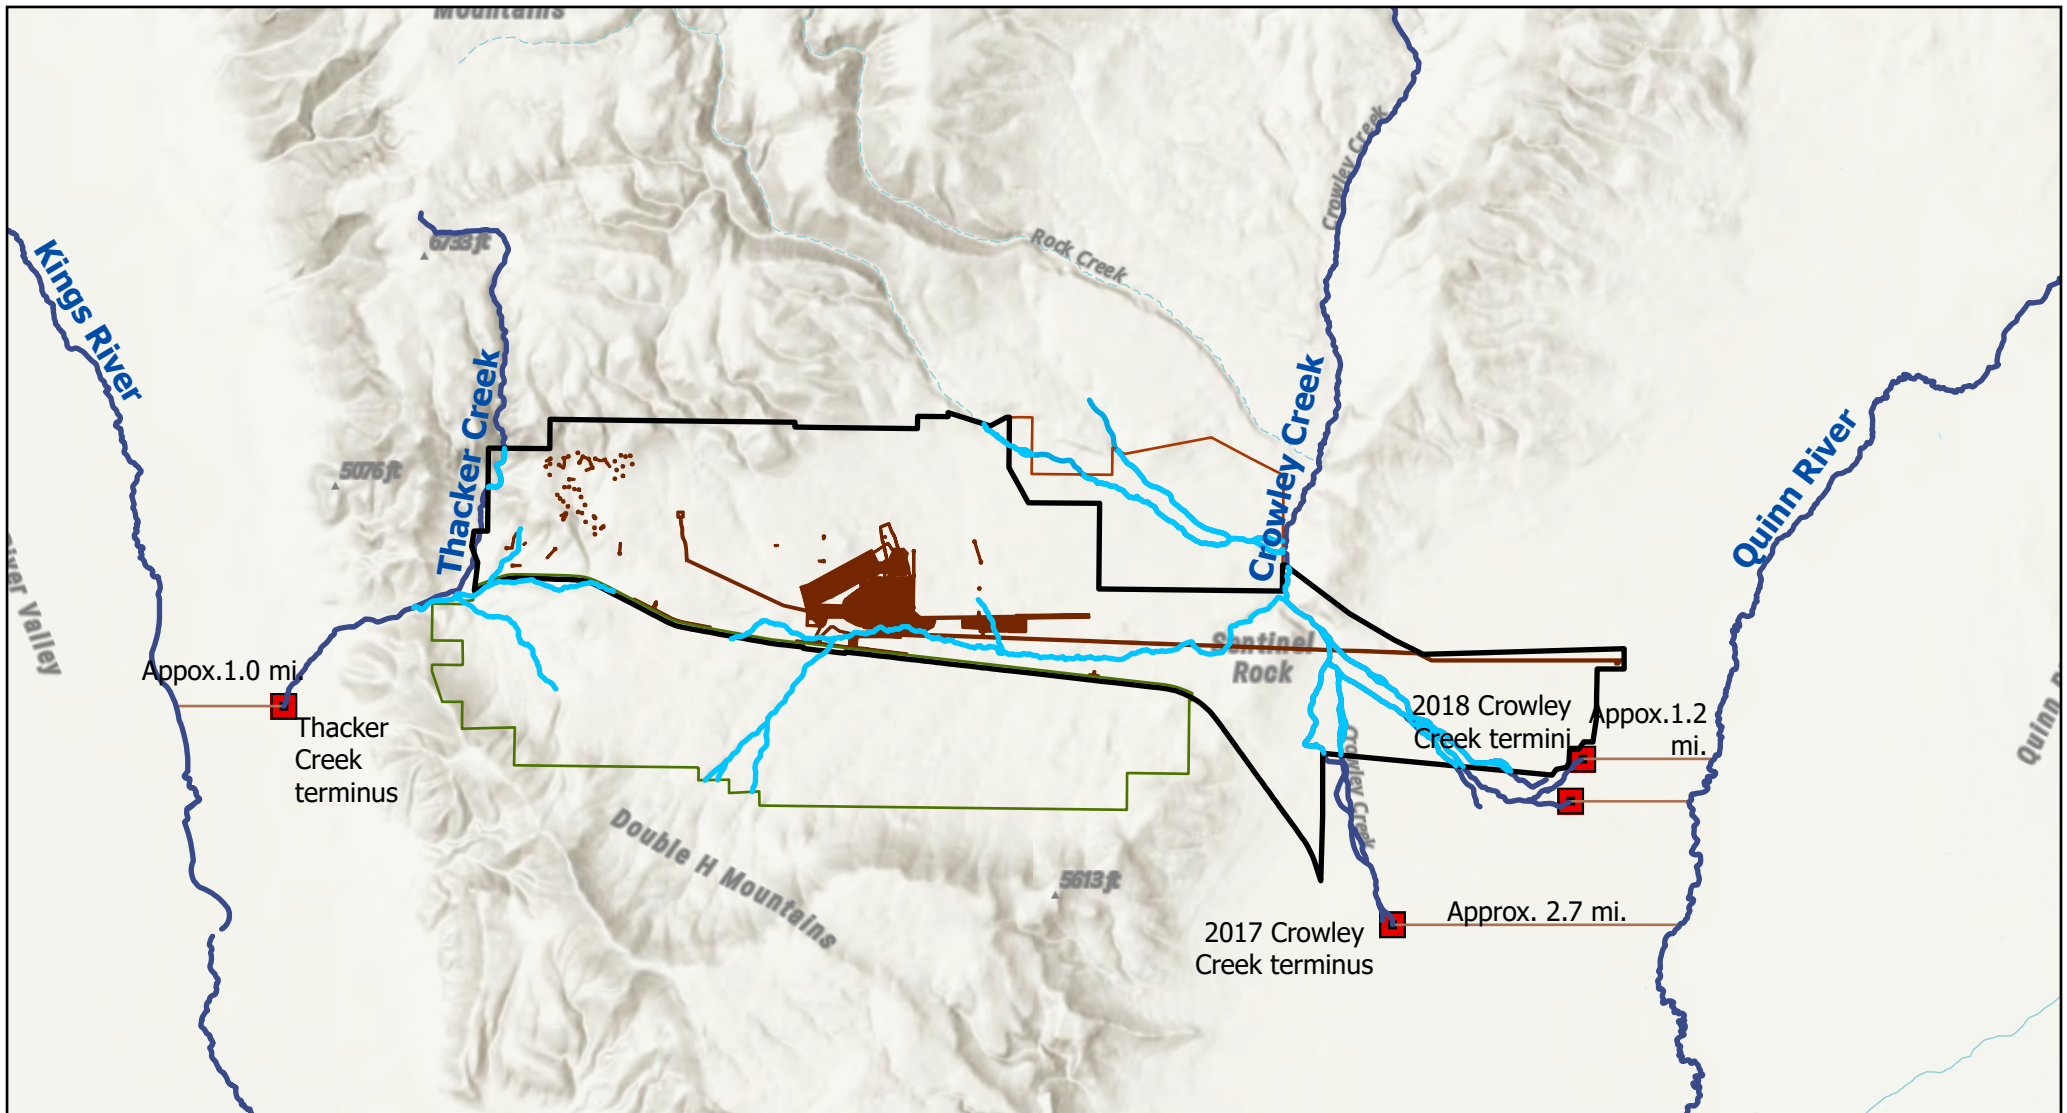 Mountains
Crowley Creek
Kings River
6733 ft
Rock Creek
Thacker Creek
5076 ft
Crowley Creek
Quinn River
Sentinel
Rock
Appox.1.0 mi.
Thacker
Creek
terminus
2018 Crowley
Creek termini
Appox.1.2
mi.
Quinn
Crowley Creek
Double H Mountains
5613 ft
Approx. 2.7 mi.
2017 Crowley
Creek terminus
Valley